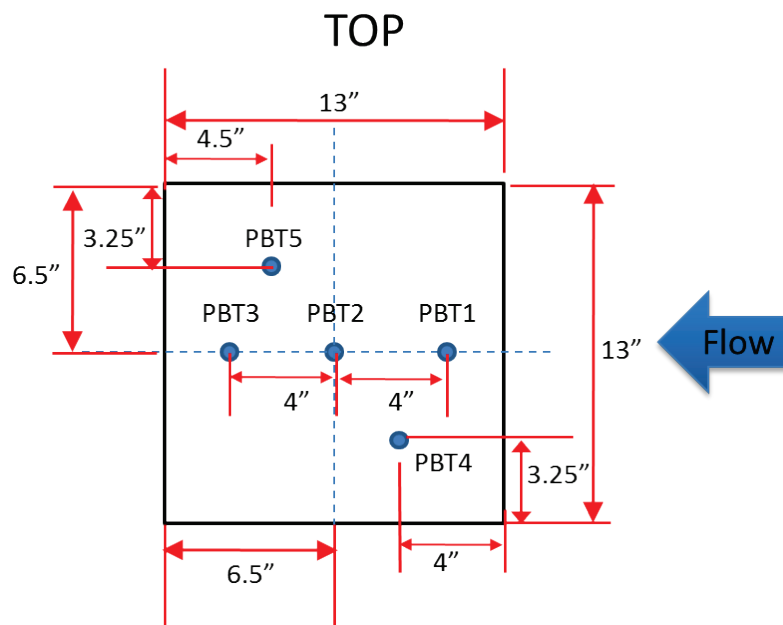 TOP
13”
4.5”
3.25”
PBT5
6.5”
PBT3
PBT2
PBT1
Flow
13”
4”
4”
PBT4
3.25”
4”
6.5”